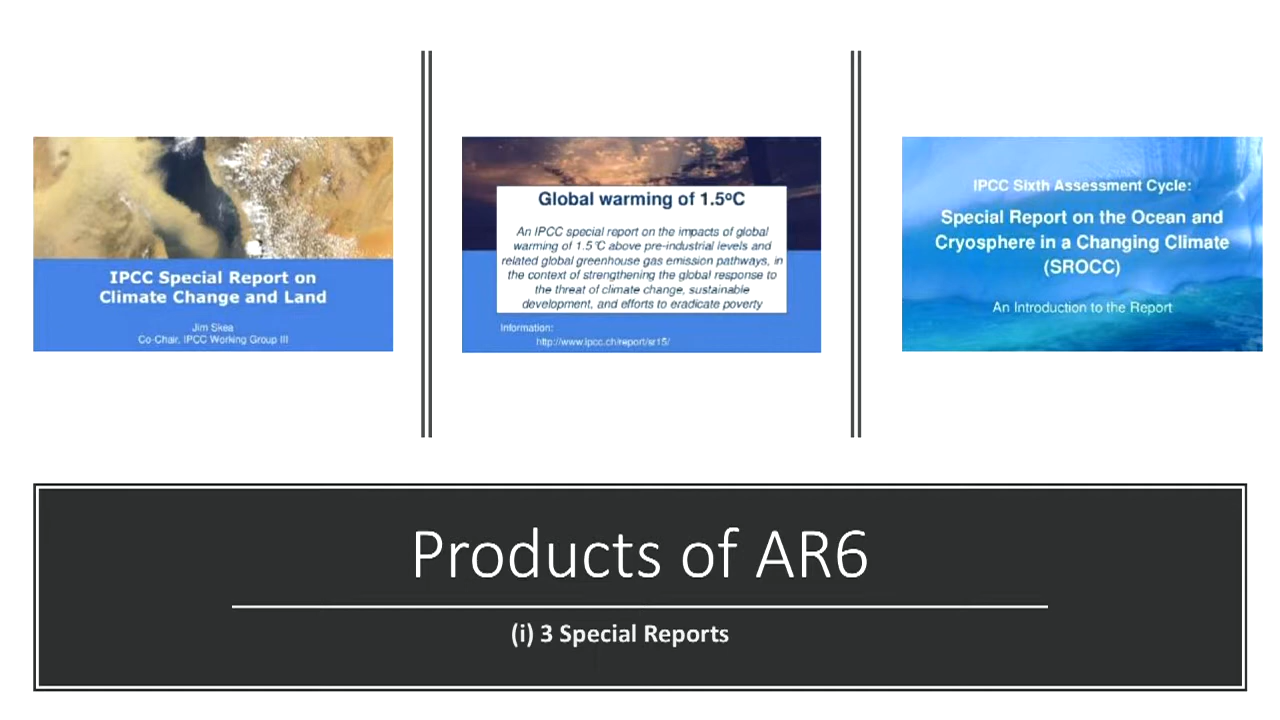 IPCC Special Report on
Climate Change and Land
Jim Skea
Co-Chair, IPCC Working Group III
Global warming of 1.5ºC
An IPCC special report on the impacts of global
warming of 1.5˚C above pre-industrial levels and
related global greenhouse gas emission pathways, in
the context of strengthening the global response to
the threat of climate change, sustainable
development, and efforts to eradicate poverty
Information:
http://www.ipcc.ch/report/sr15/
IPCC Sixth Assessment Cycle:
Special Report on the Ocean and
Cryosphere in a Changing Climate
(SROCC)
An Introduction to the Report
Products of AR6
(i) 3 Special Reports